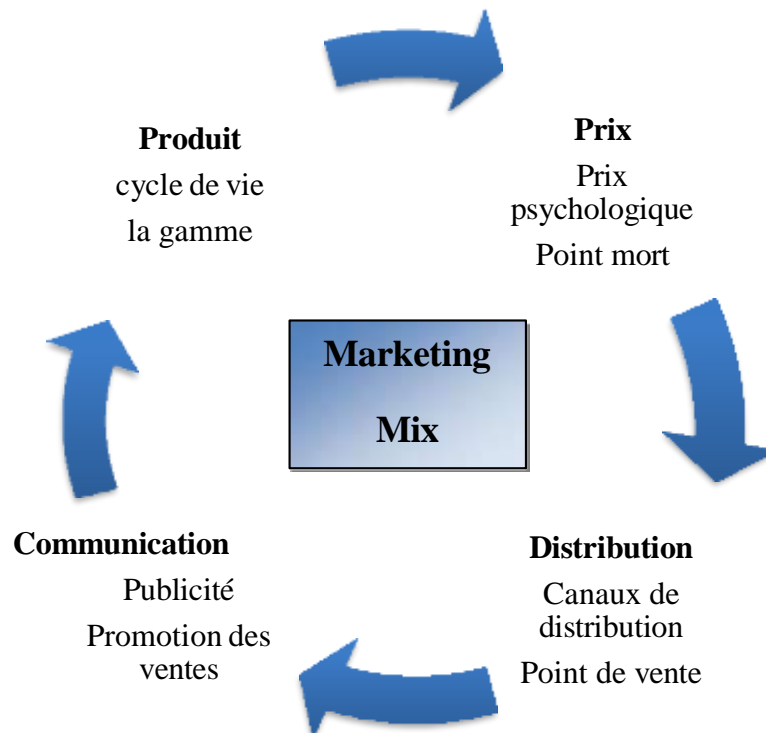 Produit
cycle de vie
la gamme
Prix
Prix
psychologique
Point mort
Marketing
Mix
Communication
Publicité
Promotion des
ventes
Distribution
Canaux de
distribution
Point de vente